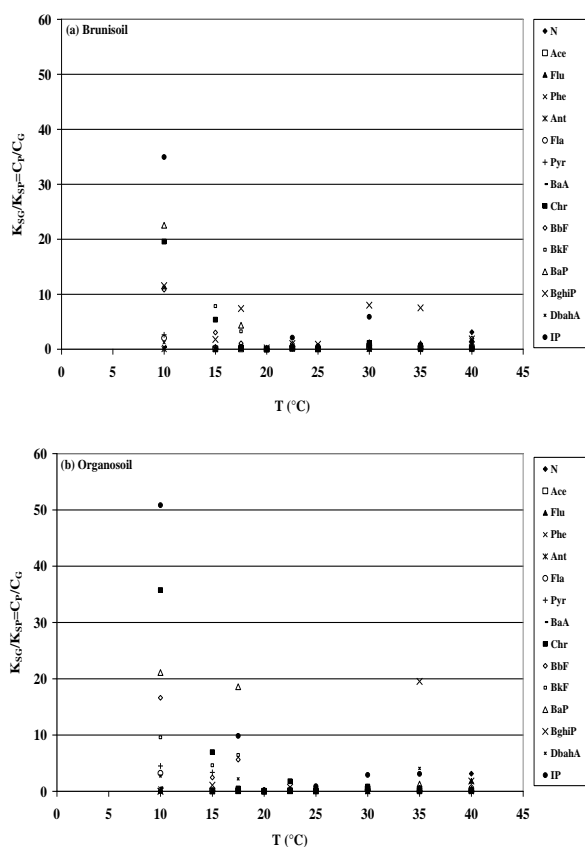 (a) Brunisoil
60
50
40
30
20
10
0
K_SG/K_SP=C_P/C_G
0 5 10 15 20 25 30 35 40 45
T (°C)
N
Ace
Flu
Phe
Ant
Fla
Pyr
BaA
Chr
BbF
BkF
BaP
BghiP
DbahA
IP
(b) Organosoil
60
50
40
30
20
10
0
K_SG/K_SP=C_P/C_G
0 5 10 15 20 25 30 35 40 45
T (°C)
N
Ace
Flu
Phe
Ant
Fla
Pyr
BaA
Chr
BbF
BkF
BaP
BghiP
DbahA
IP